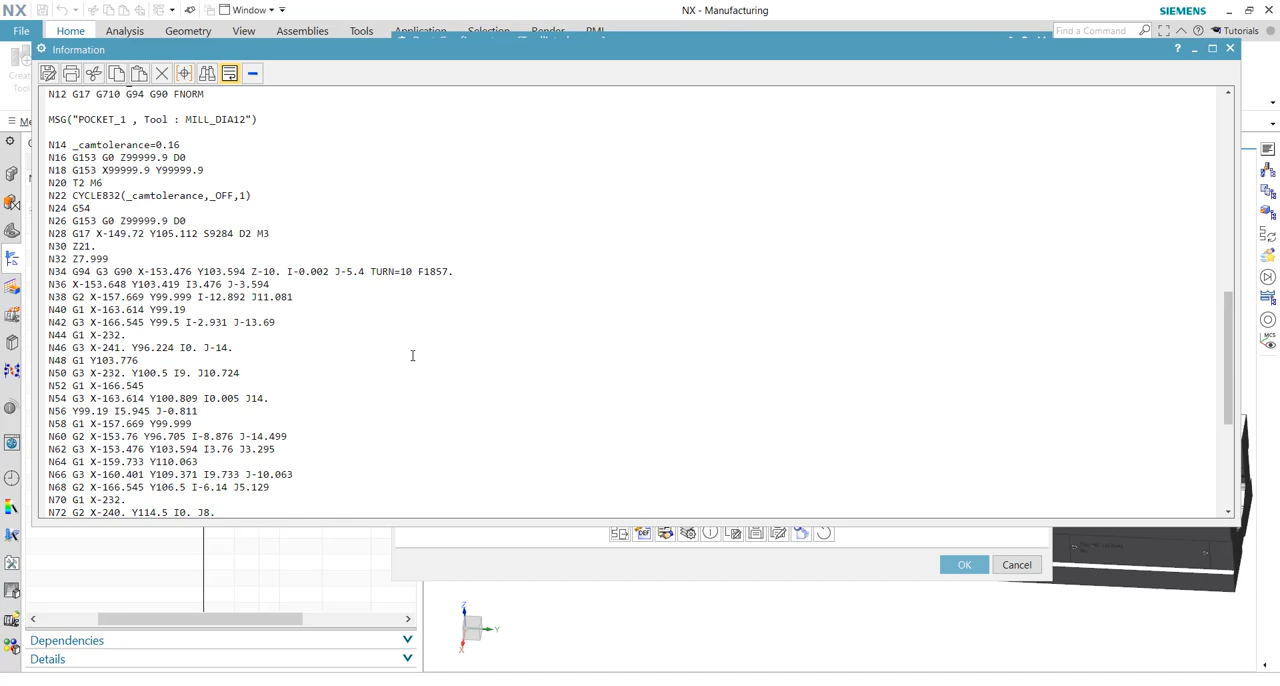 NX
Window
NX - Manufacturing
SIEMENS
File
Home
Analysis
Geometry
View
Assemblies
Tools
Application
Selection
Render
PMI
Find a Command
Tutorials
Information
N12 G17 G710 G94 G90 FNORM
MSG("POCKET_1 , Tool : MILL_DIA12")
N14 _camtolerance=0.16
N16 G153 G0 Z99999.9 D0
N18 G153 X99999.9 Y99999.9
N20 T2 M6
N22 CYCLE832(_camtolerance,_OFF,1)
N24 G54
N26 G153 G0 Z99999.9 D0
N28 G17 X-149.72 Y105.112 S9284 D2 M3
N30 Z21.
N32 Z7.999
N34 G94 G3 G90 X-153.476 Y103.594 Z-10. I-0.002 J-5.4 TURN=10 F1857.
N36 X-153.648 Y103.419 I3.476 J-3.594
N38 G2 X-157.669 Y99.999 I-12.892 J11.081
N40 G1 X-163.614 Y99.19
N42 G3 X-166.545 Y99.5 I-2.931 J-13.69
N44 G1 X-232.
N46 G3 X-241. Y96.224 I0. J-14.
N48 G1 Y103.776
N50 G3 X-232. Y100.5 I9. J10.724
N52 G1 X-166.545
N54 G3 X-163.614 Y100.809 I0.005 J14.
N56 Y99.19 I5.945 J-0.811
N58 G1 X-157.669 Y99.999
N60 G2 X-153.76 Y96.705 I-8.876 J-14.499
N62 G3 X-153.476 Y103.594 I3.76 J3.295
N64 G1 X-159.733 Y110.063
N66 G3 X-160.401 Y109.371 I9.733 J-10.063
N68 G2 X-166.545 Y106.5 I-6.14 J5.129
N70 G1 X-232.
N72 G2 X-240. Y114.5 I0. J8.
OK
Cancel
Z
Y
X
Dependencies
Details